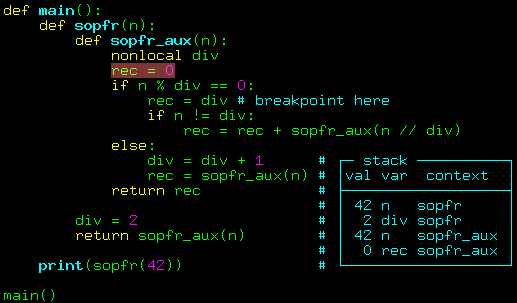 def main():
    def sopfr(n):
        def sopfr_aux(n):
            nonlocal div
            rec = 0
            if n % div == 0:
                rec = div # breakpoint here
                if n != div:
                    rec = rec + sopfr_aux(n // div)
            else:
                div = div + 1      #   stack
                rec = sopfr_aux(n) # val var  context
            return rec             #
                                   #  42 n   sopfr
        div = 2                    #   2 div sopfr
        return sopfr_aux(n)        #  42 n   sopfr_aux
                                   #   0 rec sopfr_aux
    print(sopfr(42))               #
main()